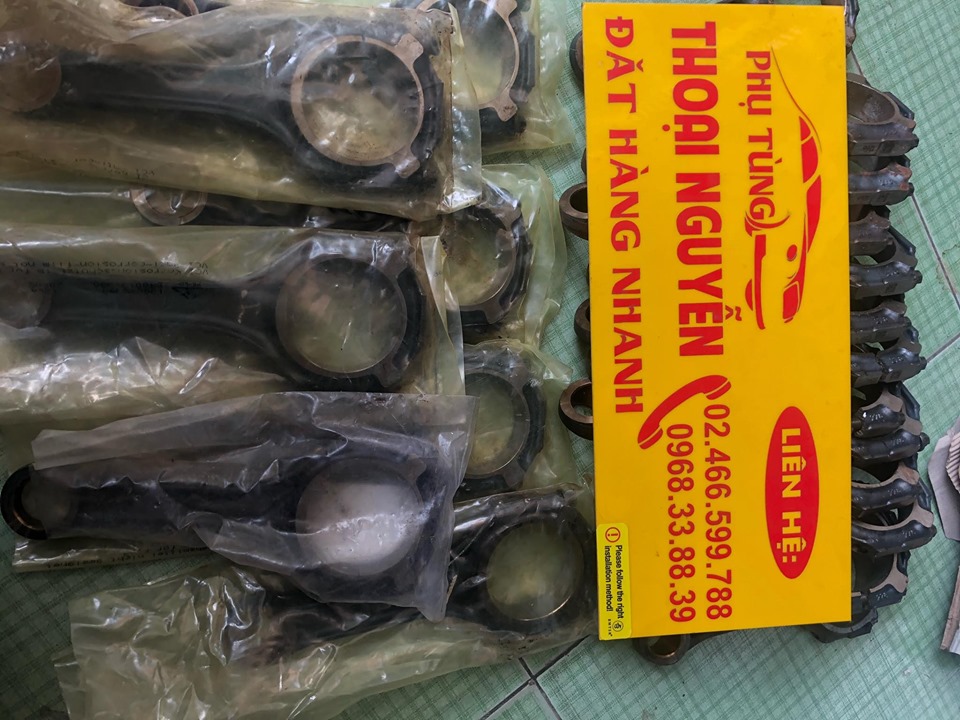 PHỤ TÙNG
THOẠI NGUYỄN
ĐẶT HÀNG NHANH
LIÊN HỆ:
02.466.599.788
0968.33.88.39
Please follow the right
installation method!